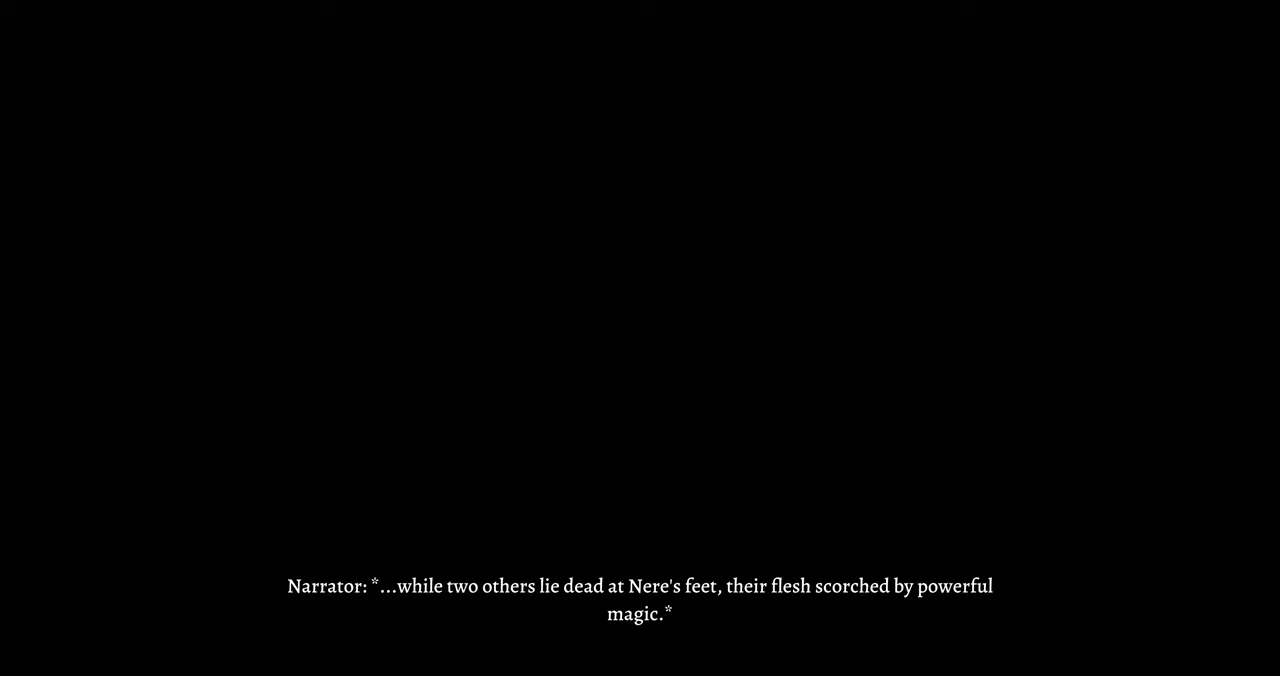 Narrator: *...while two others lie dead at Nere's feet, their flesh scorched by powerful
magic.*